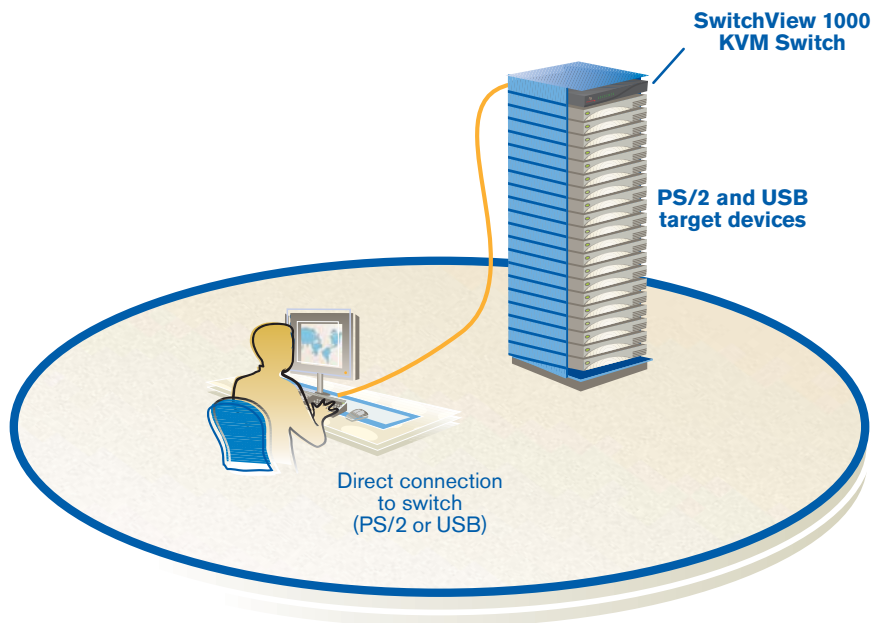 SwitchView 1000
KVM Switch
PS/2 and USB
target devices
Direct connection
to switch
(PS/2 or USB)